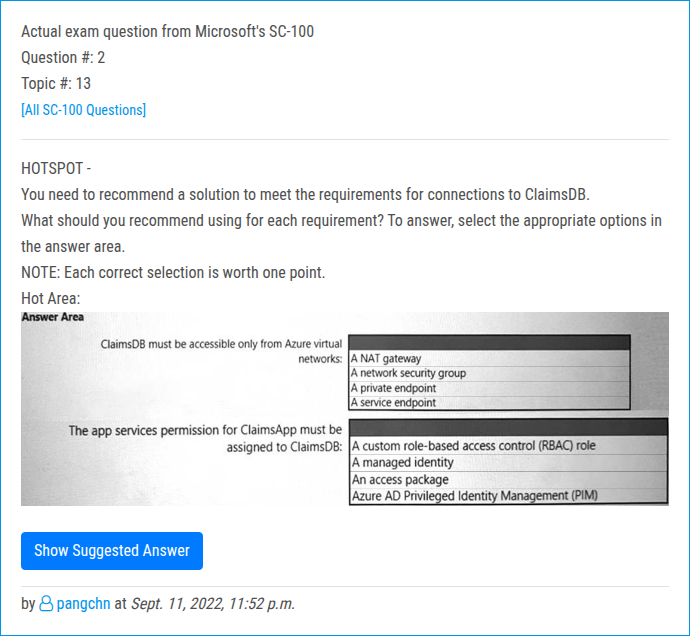 Actual exam question from Microsoft's SC-100
Question #: 2
Topic #: 13
[All SC-100 Questions]
HOTSPOT -
You need to recommend a solution to meet the requirements for connections to ClaimsDB.
What should you recommend using for each requirement? To answer, select the appropriate options in
the answer area.
NOTE: Each correct selection is worth one point.
Hot Area:
Answer Area
ClaimsDB must be accessible only from Azure virtual
networks:
A NAT gateway
A network security group
A private endpoint
A service endpoint
The app services permission for ClaimsApp must be
assigned to ClaimsDB:
A custom role-based access control (RBAC) role
A managed identity
An access package
Azure AD Privileged Identity Management (PIM)
Show Suggested Answer
by pangchn at Sept. 11, 2022, 11:52 p.m.